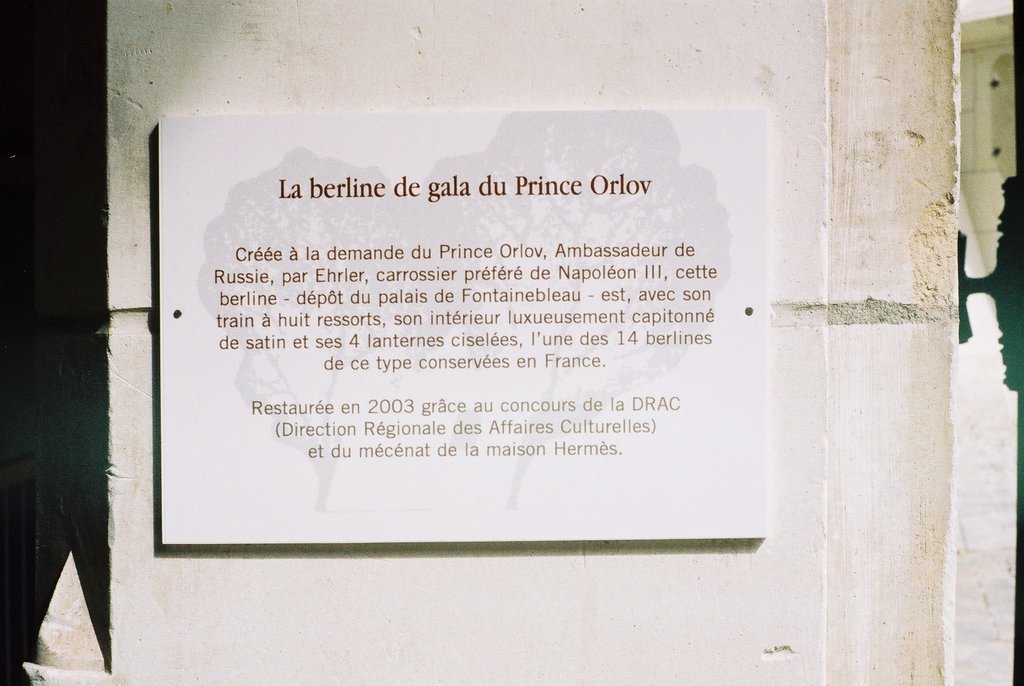 La berline de gala du Prince Orlov
Créée à la demande du Prince Orlov, Ambassadeur de
Russie, par Ehrler, carrossier préféré de Napoléon III, cette
berline - dépôt du palais de Fontainebleau - est, avec son
train à huit ressorts, son intérieur luxueusement capitonné
de satin et ses 4 lanternes ciselées, l'une des 14 berlines
de ce type conservées en France.
Restaurée en 2003 grâce au concours de la DRAC
(Direction Régionale des Affaires Culturelles)
et du mécénat de la maison Hermès.